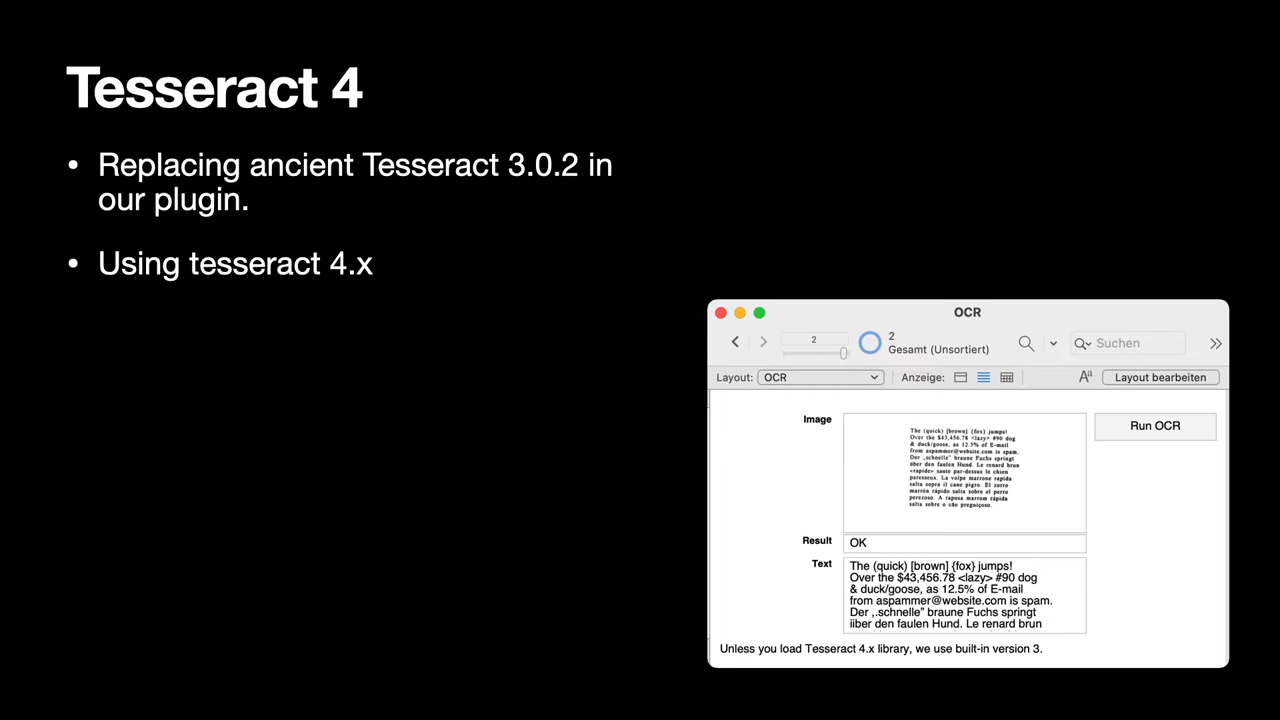 Tesseract 4
• Replacing ancient Tesseract 3.0.2 in
our plugin.
• Using tesseract 4.x
OCR
2
2
Gesamt (Unsortiert)
Suchen
Layout: OCR
Anzeige:
Aa
Layout bearbeiten
Image
The (quick) [brown] {fox} jumps!
Over the $43,456.78 <lazy> #90 dog
& duck/goose, as 12.5% of E-mail
from aspammer@website.com is spam.
Der „schnelle” braune Fuchs springt
über den faulen Hund. Le renard brun
«rapide» saute par-dessus le chien
paresseux. La volpe marrone rapida
salta sopra il cane pigro. El zorro
marrón rápido salta sobre el perro
perezoso. A raposa marrom rápida
salta sobre o cão preguiçoso.
Run OCR
Result
OK
Text
The (quick) [brown] {fox} jumps!
Over the $43,456.78 <lazy> #90 dog
& duck/goose, as 12.5% of E-mail
from aspammer@website.com is spam.
Der ,.schnelle” braune Fuchs springt
iiber den faulen Hund. Le renard brun
Unless you load Tesseract 4.x library, we use built-in version 3.